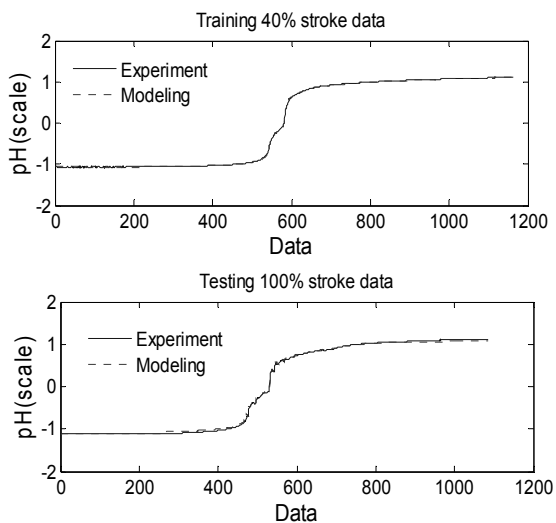 Training 40% stroke data
2
1
0
-1
-2
pH(scale)
Experiment
Modeling
0 200 400 600 800 1000 1200
Data
Testing 100% stroke data
2
1
0
-1
-2
pH(scale)
Experiment
Modeling
0 200 400 600 800 1000 1200
Data